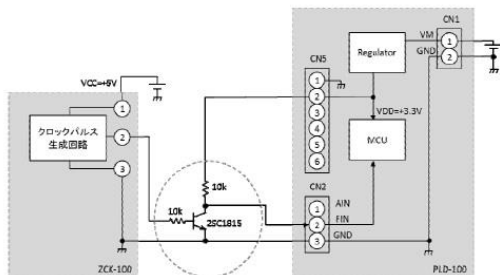 CN1
VM
1
GND
2
Regulator
CN5
1
2
3
4
5
6
VCC=+5V
VDD=+3.3V
MCU
クロックパルス
生成回路
1
2
3
10k
10k
2SC1815
CN2
1
AIN
2
FIN
3
GND
ZCK-100
PLD-100